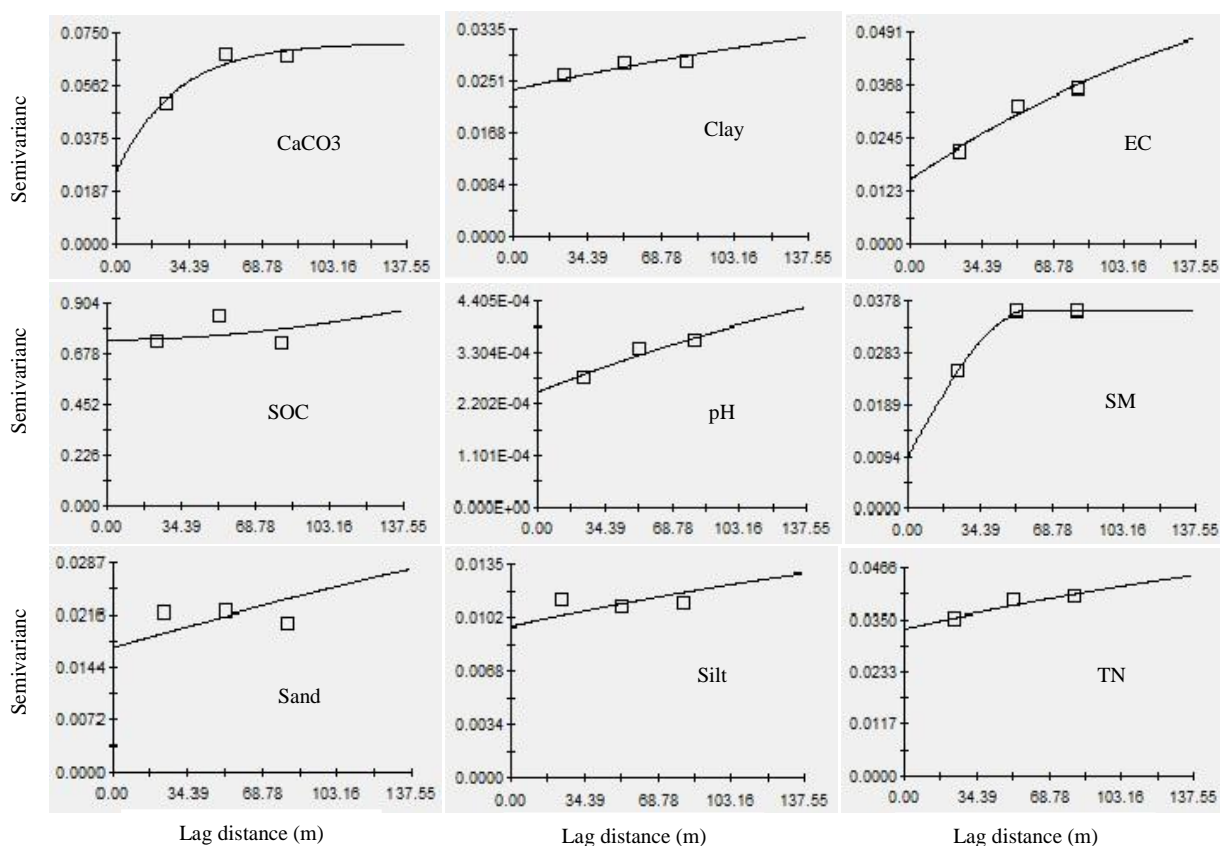 Semivarianc
0.0750
0.0562
0.0375
0.0187
0.0000
CaCO3
0.00 34.39 68.78 103.16 137.55
0.0335
0.0251
0.0168
0.0084
0.0000
Clay
0.00 34.39 68.78 103.16 137.55
0.0491
0.0368
0.0245
0.0123
0.0000
EC
0.00 34.39 68.78 103.16 137.55
Semivarianc
0.904
0.678
0.452
0.226
0.000
SOC
0.00 34.39 68.78 103.16 137.55
4.405E-04
3.304E-04
2.202E-04
1.101E-04
0.000E+00
pH
0.00 34.39 68.78 103.16 137.55
0.0378
0.0283
0.0189
0.0094
0.0000
SM
0.00 34.39 68.78 103.16 137.55
Semivarianc
0.0287
0.0216
0.0144
0.0072
0.0000
Sand
0.00 34.39 68.78 103.16 137.55
0.0135
0.0102
0.0068
0.0034
0.0000
Silt
0.00 34.39 68.78 103.16 137.55
0.0466
0.0350
0.0233
0.0117
0.0000
TN
0.00 34.39 68.78 103.16 137.55
Lag distance (m)
Lag distance (m)
Lag distance (m)